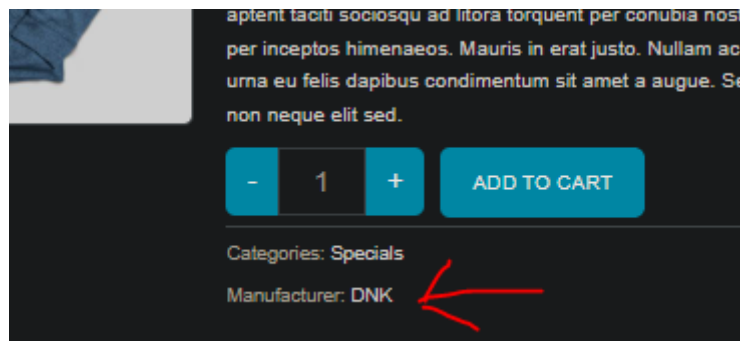 aptent taciti sociosqu ad litora torquent per conubia nos
per inceptos himenaeos. Mauris in erat justo. Nullam ac
urna eu felis dapibus condimentum sit amet a augue. Se
non neque elit sed.
- 1 + ADD TO CART
Categories: Specials
Manufacturer: DNK